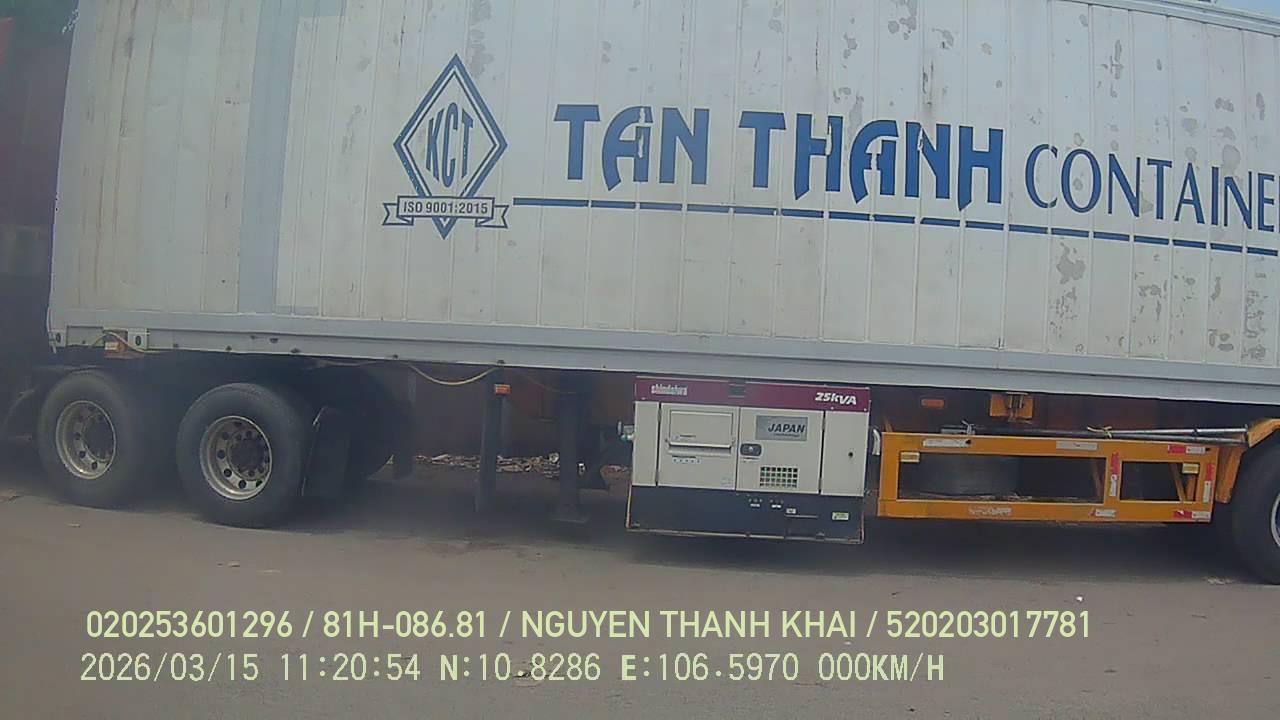 KCT
ISO 9001:2015
TAN THANH CONTAINE
shindaiwa
25kVA
JAPAN
020253601296 / 81H-086.81 / NGUYEN THANH KHAI / 520203017781
2026/03/15 11:20:54 N:10.8286 E:106.5970 000KM/H